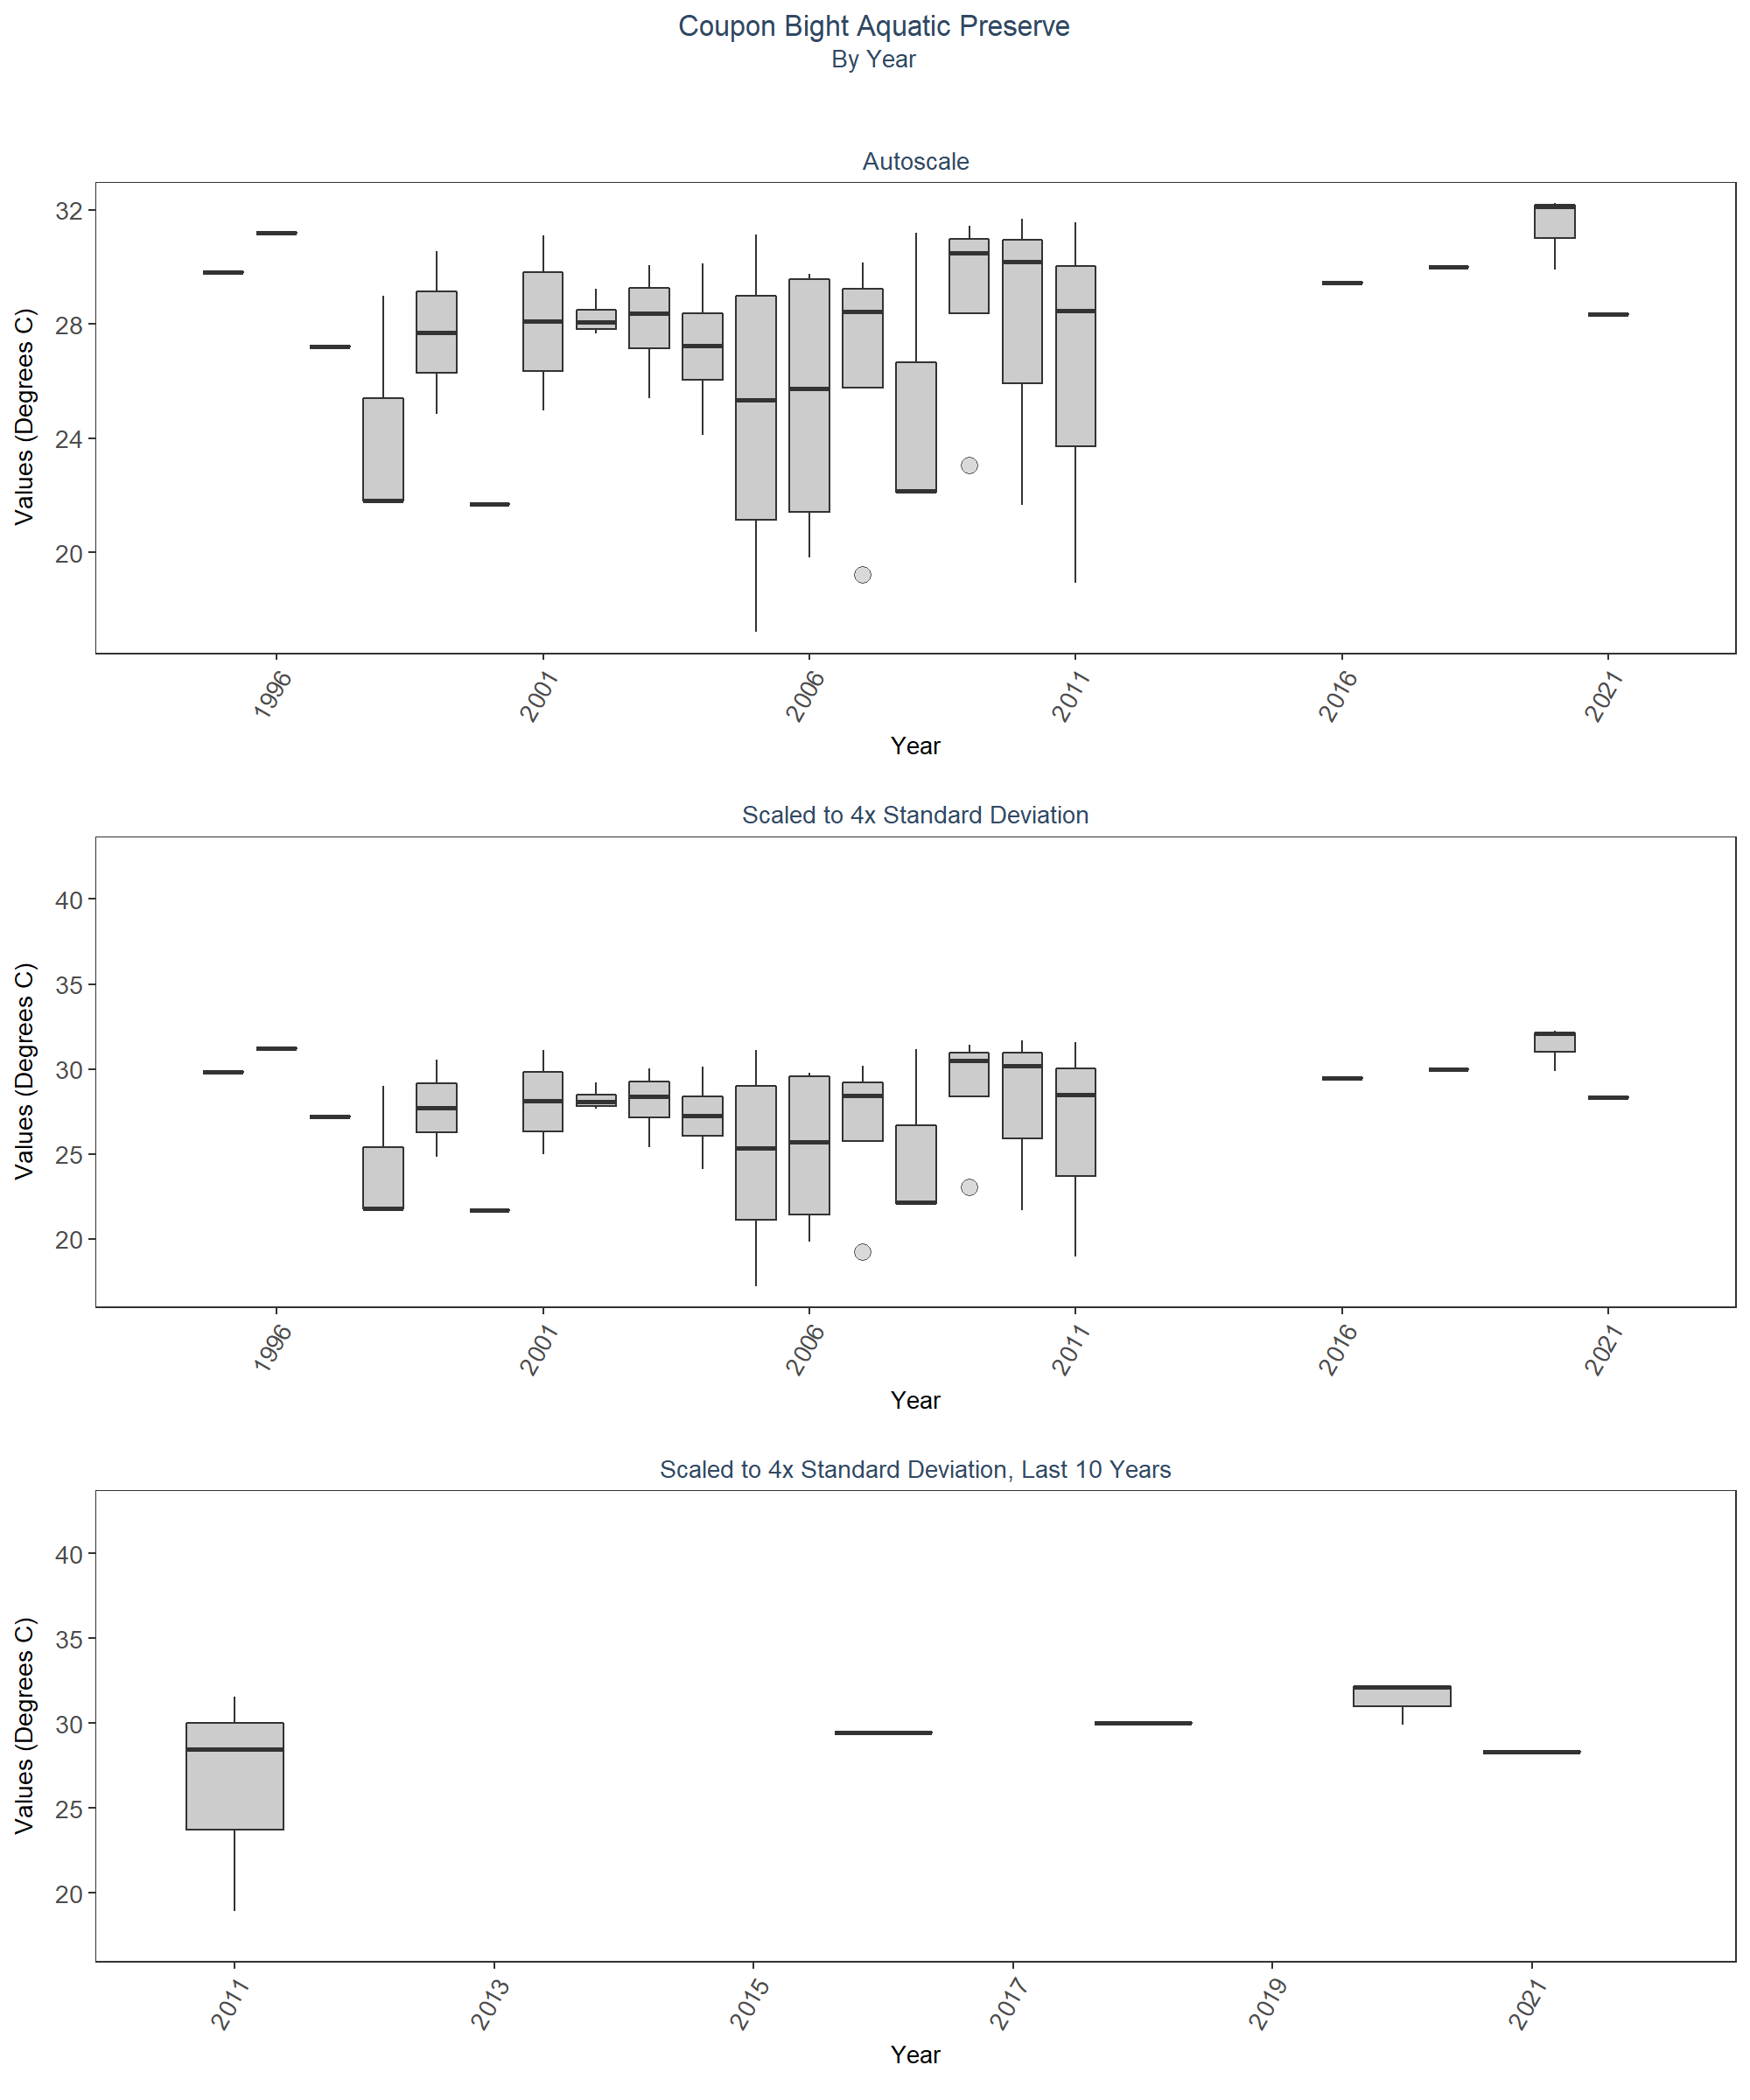 Coupon Bight Aquatic Preserve
By Year
Autoscale
Values (Degrees C)
32
28
24
20
1996
2001
2006
2011
2016
2021
Year
Scaled to 4x Standard Deviation
Values (Degrees C)
40
35
30
25
20
1996
2001
2006
2011
2016
2021
Year
Scaled to 4x Standard Deviation, Last 10 Years
Values (Degrees C)
40
35
30
25
20
2011
2013
2015
2017
2019
2021
Year